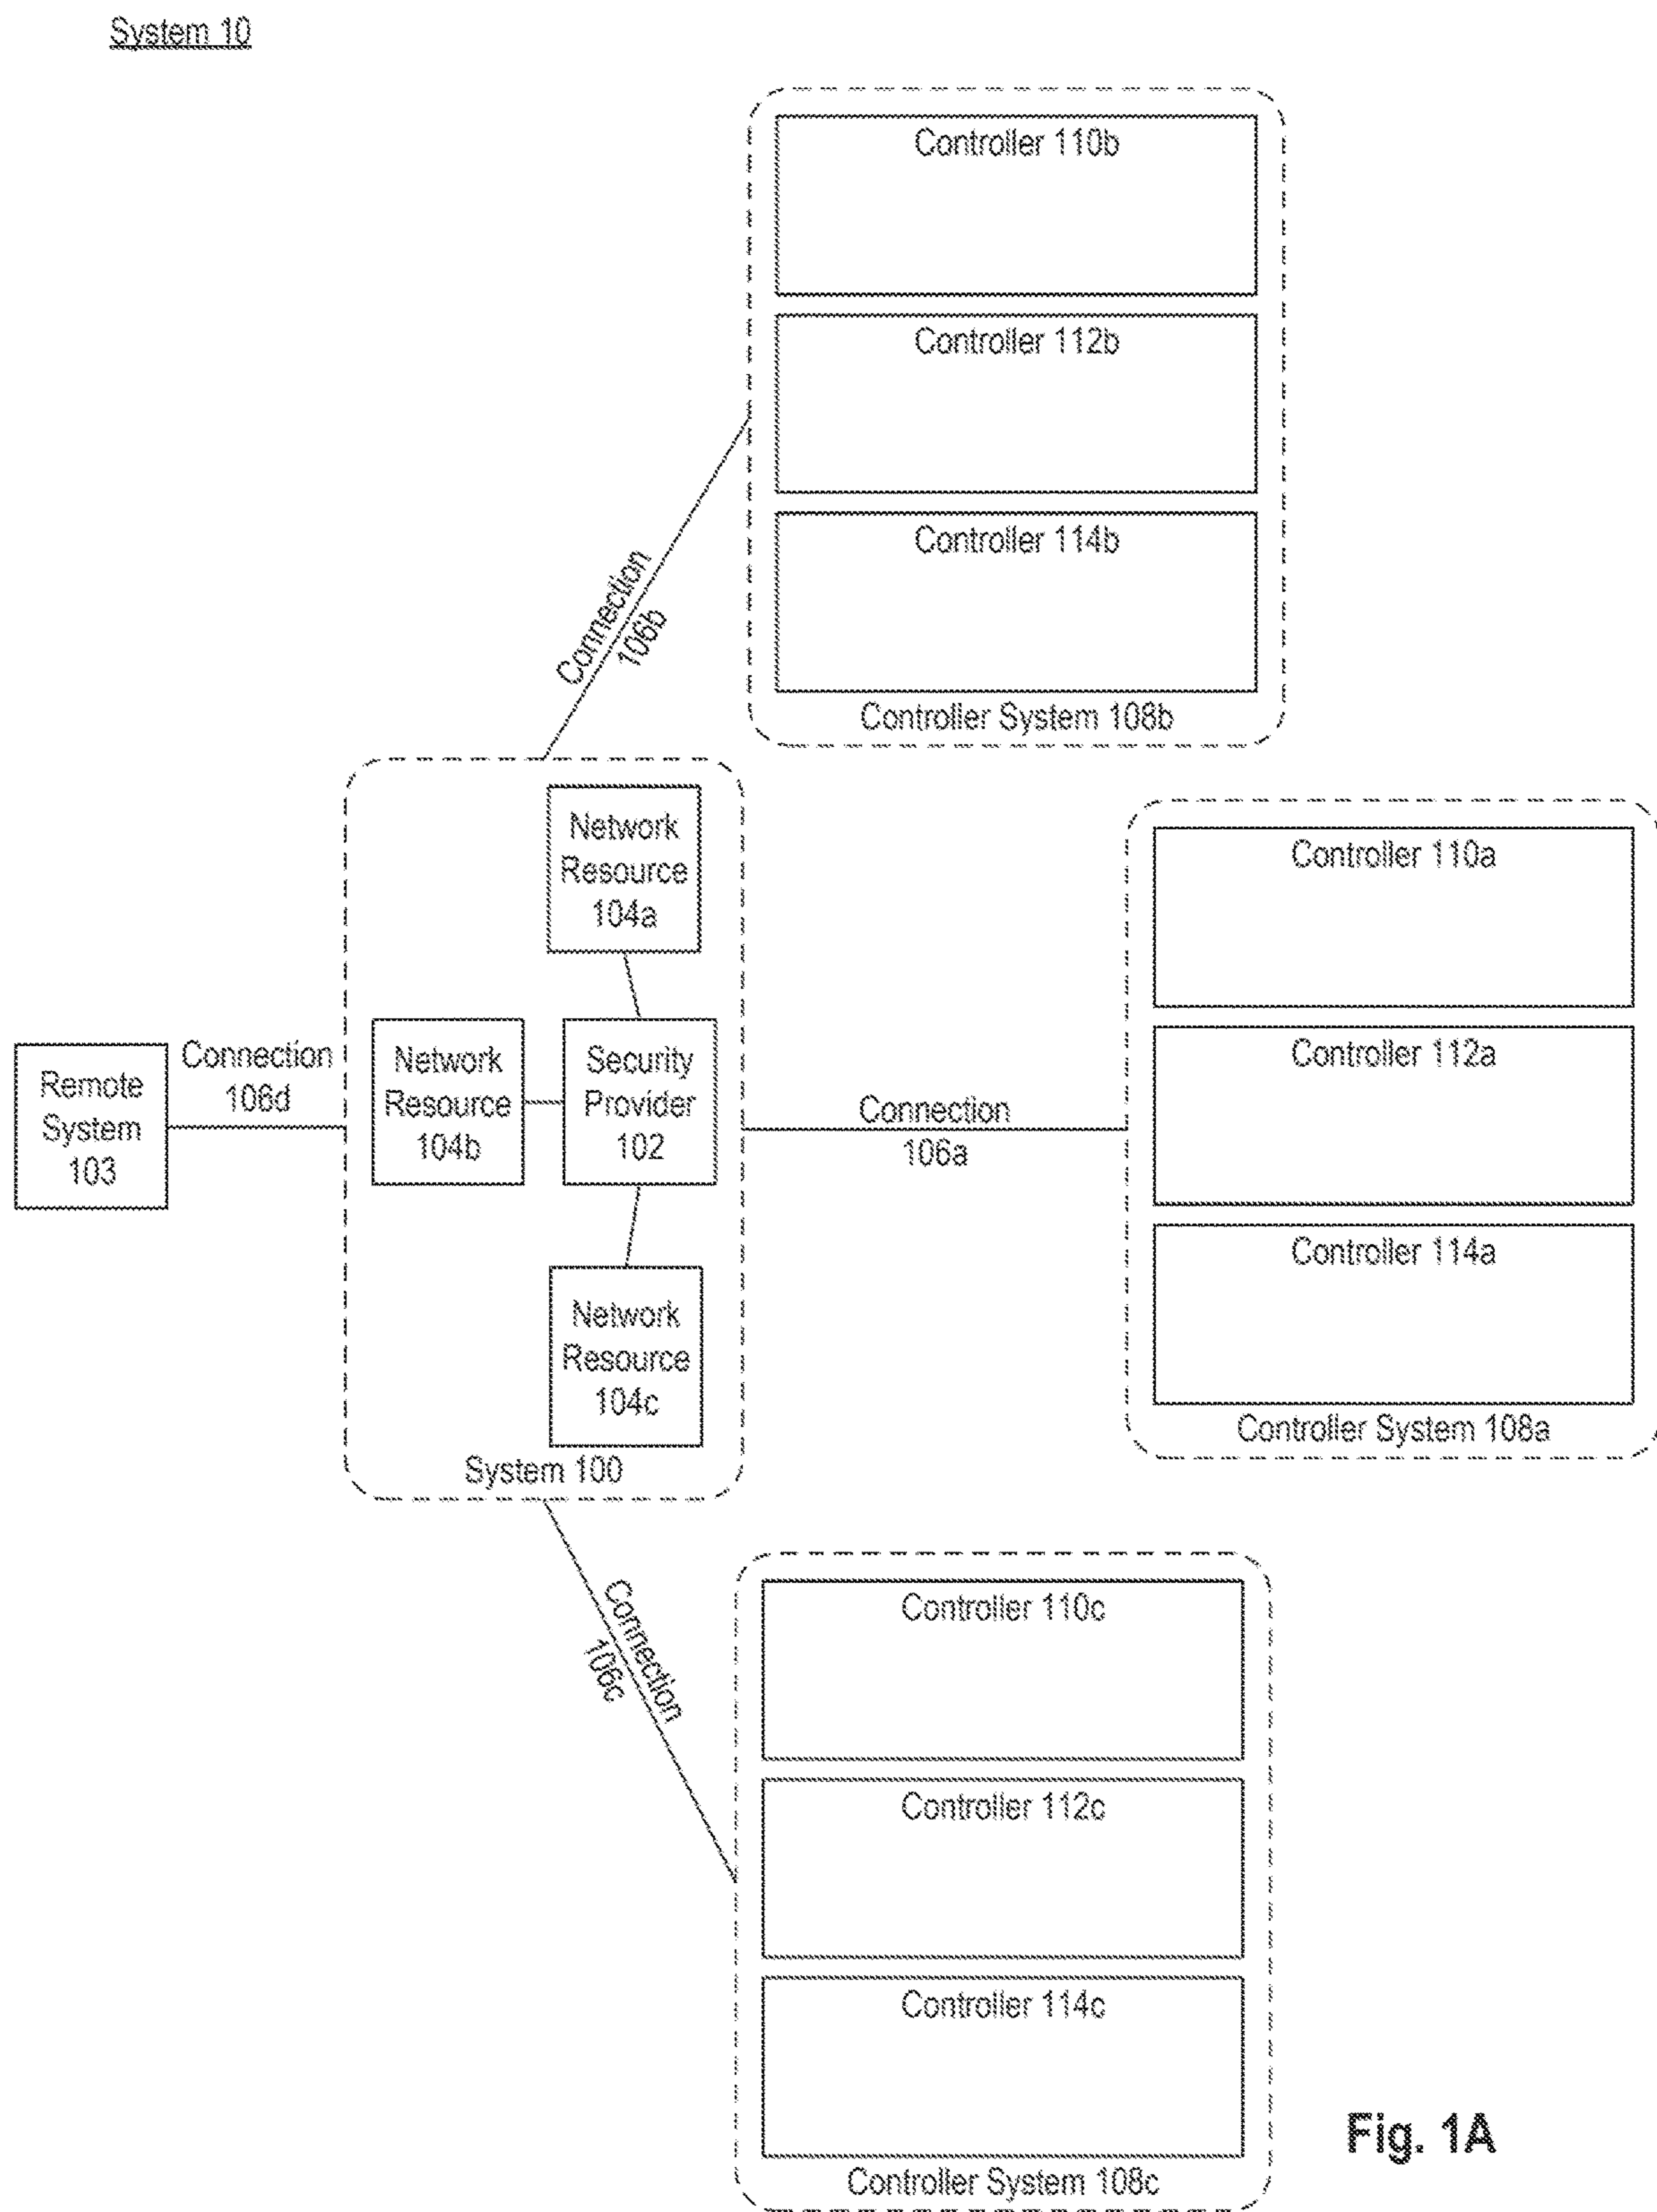 System 10
Controller 110b
Controller 112b
Controller 114b
Controller System 108b
Connection
106b
Network
Resource
104a
Network
Resource
104b
Security
Provider
102
Network
Resource
104c
System 100
Remote
System
103
Connection
106d
Connection
106a
Controller 110a
Controller 112a
Controller 114a
Controller System 108a
Connection
106c
Controller 110c
Controller 112c
Controller 114c
Controller System 108c
Fig. 1A